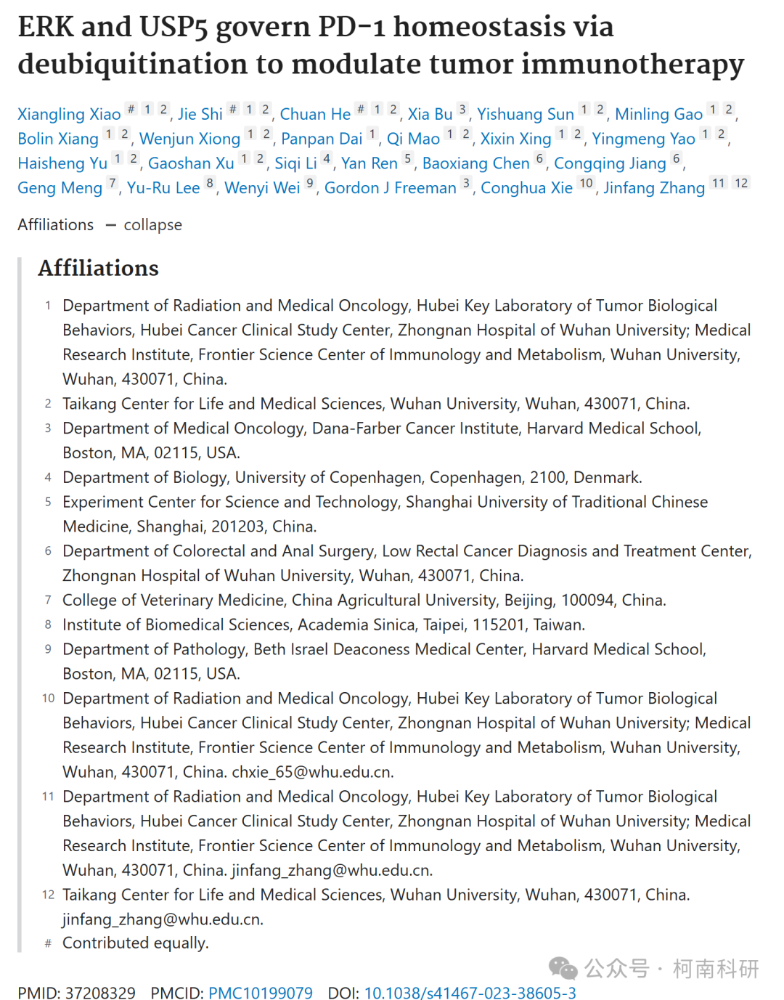 ERK and USP5 govern PD-1 homeostasis via
deubiquitination to modulate tumor immunotherapy
Xiangling Xiao # 1 2, Jie Shi # 1 2, Chuan He # 1 2, Xia Bu 3, Yishuang Sun 1 2, Minling Gao 1 2,
Bolin Xiang 1 2, Wenjun Xiong 1 2, Panpan Dai 1, Qi Mao 1 2, Xixin Xing 1 2, Yingmeng Yao 1 2,
Haisheng Yu 1 2, Gaoshan Xu 1 2, Siqi Li 4, Yan Ren 5, Baoxiang Chen 6, Congqing Jiang 6,
Geng Meng 7, Yu-Ru Lee 8, Wenyi Wei 9, Gordon J Freeman 3, Conghua Xie 10, Jinfang Zhang 11 12
Affiliations — collapse
Affiliations
1 Department of Radiation and Medical Oncology, Hubei Key Laboratory of Tumor Biological
Behaviors, Hubei Cancer Clinical Study Center, Zhongnan Hospital of Wuhan University; Medical
Research Institute, Frontier Science Center of Immunology and Metabolism, Wuhan University,
Wuhan, 430071, China.
2 Taikang Center for Life and Medical Sciences, Wuhan University, Wuhan, 430071, China.
3 Department of Medical Oncology, Dana-Farber Cancer Institute, Harvard Medical School,
Boston, MA, 02115, USA.
4 Department of Biology, University of Copenhagen, Copenhagen, 2100, Denmark.
5 Experiment Center for Science and Technology, Shanghai University of Traditional Chinese
Medicine, Shanghai, 201203, China.
6 Department of Colorectal and Anal Surgery, Low Rectal Cancer Diagnosis and Treatment Center,
Zhongnan Hospital of Wuhan University, Wuhan, 430071, China.
7 College of Veterinary Medicine, China Agricultural University, Beijing, 100094, China.
8 Institute of Biomedical Sciences, Academia Sinica, Taipei, 115201, Taiwan.
9 Department of Pathology, Beth Israel Deaconess Medical Center, Harvard Medical School,
Boston, MA, 02115, USA.
10 Department of Radiation and Medical Oncology, Hubei Key Laboratory of Tumor Biological
Behaviors, Hubei Cancer Clinical Study Center, Zhongnan Hospital of Wuhan University; Medical
Research Institute, Frontier Science Center of Immunology and Metabolism, Wuhan University,
Wuhan, 430071, China. chxie_65@whu.edu.cn.
11 Department of Radiation and Medical Oncology, Hubei Key Laboratory of Tumor Biological
Behaviors, Hubei Cancer Clinical Study Center, Zhongnan Hospital of Wuhan University; Medical
Research Institute, Frontier Science Center of Immunology and Metabolism, Wuhan University,
Wuhan, 430071, China. jinfang_zhang@whu.edu.cn.
12 Taikang Center for Life and Medical Sciences, Wuhan University, Wuhan, 430071, China.
jinfang_zhang@whu.edu.cn.
# Contributed equally.
公众号 · 柯南科研
PMID: 37208329 PMCID: PMC10199079 DOI: 10.1038/s41467-023-38605-3